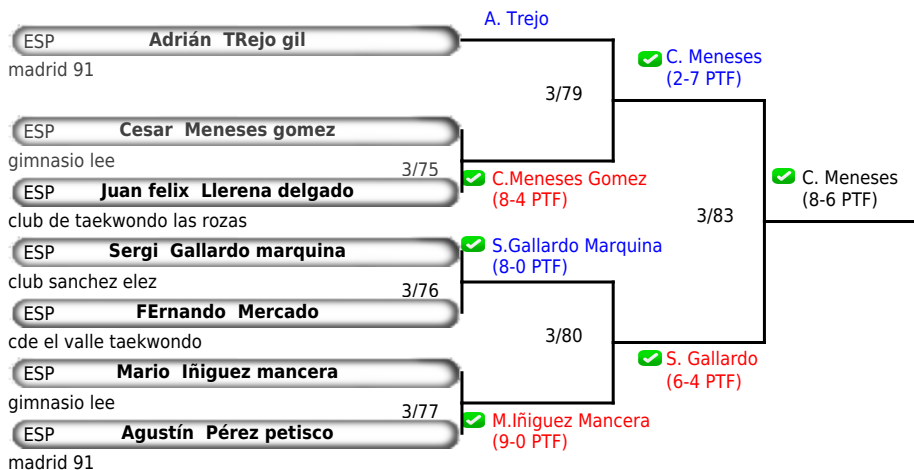 A. Trejo
ESP Adrián TRejo gil
madrid 91
C. Meneses
(2-7 PTF)
3/79
ESP Cesar Meneses gomez
gimnasio lee
3/75
C.Meneses Gomez
(8-4 PTF)
ESP Juan felix Llerena delgado
club de taekwondo las rozas
C. Meneses
(8-6 PTF)
3/83
ESP Sergi Gallardo marquina
club sanchez elez
S.Gallardo Marquina
(8-0 PTF)
3/76
ESP FErnando Mercado
cde el valle taekwondo
3/80
S. Gallardo
(6-4 PTF)
ESP Mario Iñiguez mancera
gimnasio lee
3/77
M.Iñiguez Mancera
(9-0 PTF)
ESP Agustín Pérez petisco
madrid 91